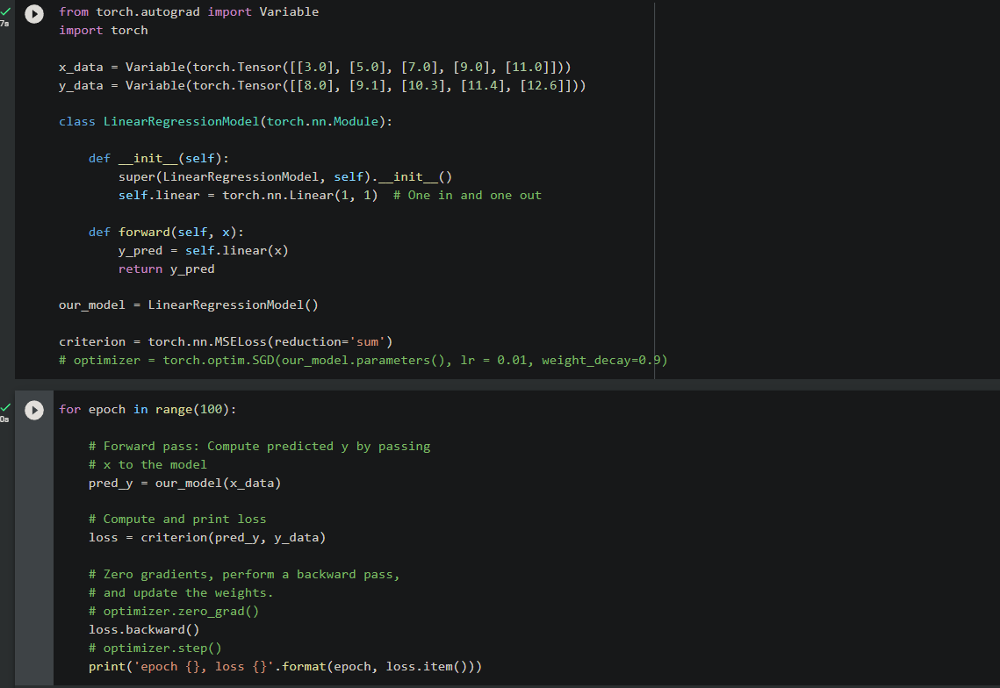 7s
from torch.autograd import Variable
import torch
x_data = Variable(torch.Tensor([[3.0], [5.0], [7.0], [9.0], [11.0]]))
y_data = Variable(torch.Tensor([[8.0], [9.1], [10.3], [11.4], [12.6]]))
class LinearRegressionModel(torch.nn.Module):
    def __init__(self):
        super(LinearRegressionModel, self).__init__()
        self.linear = torch.nn.Linear(1, 1)  # One in and one out
    def forward(self, x):
        y_pred = self.linear(x)
        return y_pred
our_model = LinearRegressionModel()
criterion = torch.nn.MSELoss(reduction='sum')
# optimizer = torch.optim.SGD(our_model.parameters(), lr = 0.01, weight_decay=0.9)
0s
for epoch in range(100):
    # Forward pass: Compute predicted y by passing
    # x to the model
    pred_y = our_model(x_data)
    # Compute and print loss
    loss = criterion(pred_y, y_data)
    # Zero gradients, perform a backward pass,
    # and update the weights.
    # optimizer.zero_grad()
    loss.backward()
    # optimizer.step()
    print('epoch {}, loss {}'.format(epoch, loss.item()))